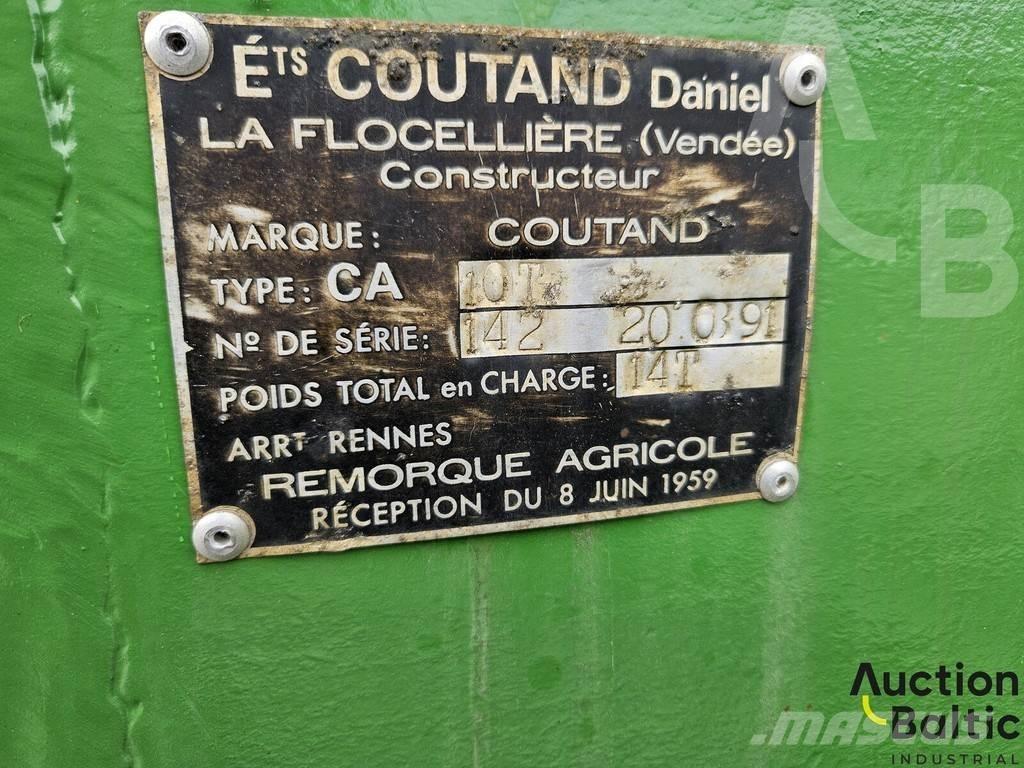 ÉTS COUTAND Daniel
LA FLOCELLIÈRE (Vendée)
Constructeur
MARQUE: COUTAND
TYPE: CA 10T
Nº DE SÉRIE: 142 20.03 91
POIDS TOTAL en CHARGE: 14T
ARRT RENNES
REMORQUE AGRICOLE
RÉCEPTION DU 8 JUIN 1959
Auction
Baltic
INDUSTRIAL